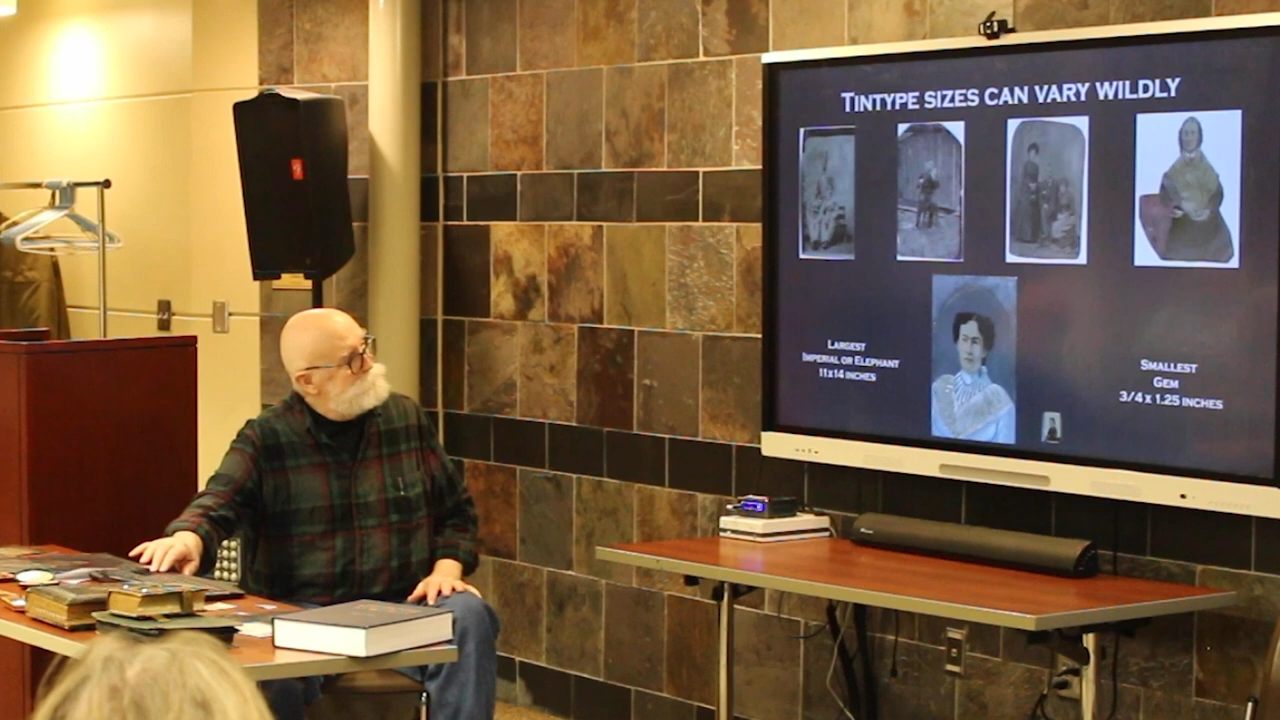 TINTYPE SIZES CAN VARY WILDLY
LARGEST
IMPERIAL OR ELEPHANT
11X14 INCHES
SMALLEST
GEM
3/4 X 1.25 INCHES